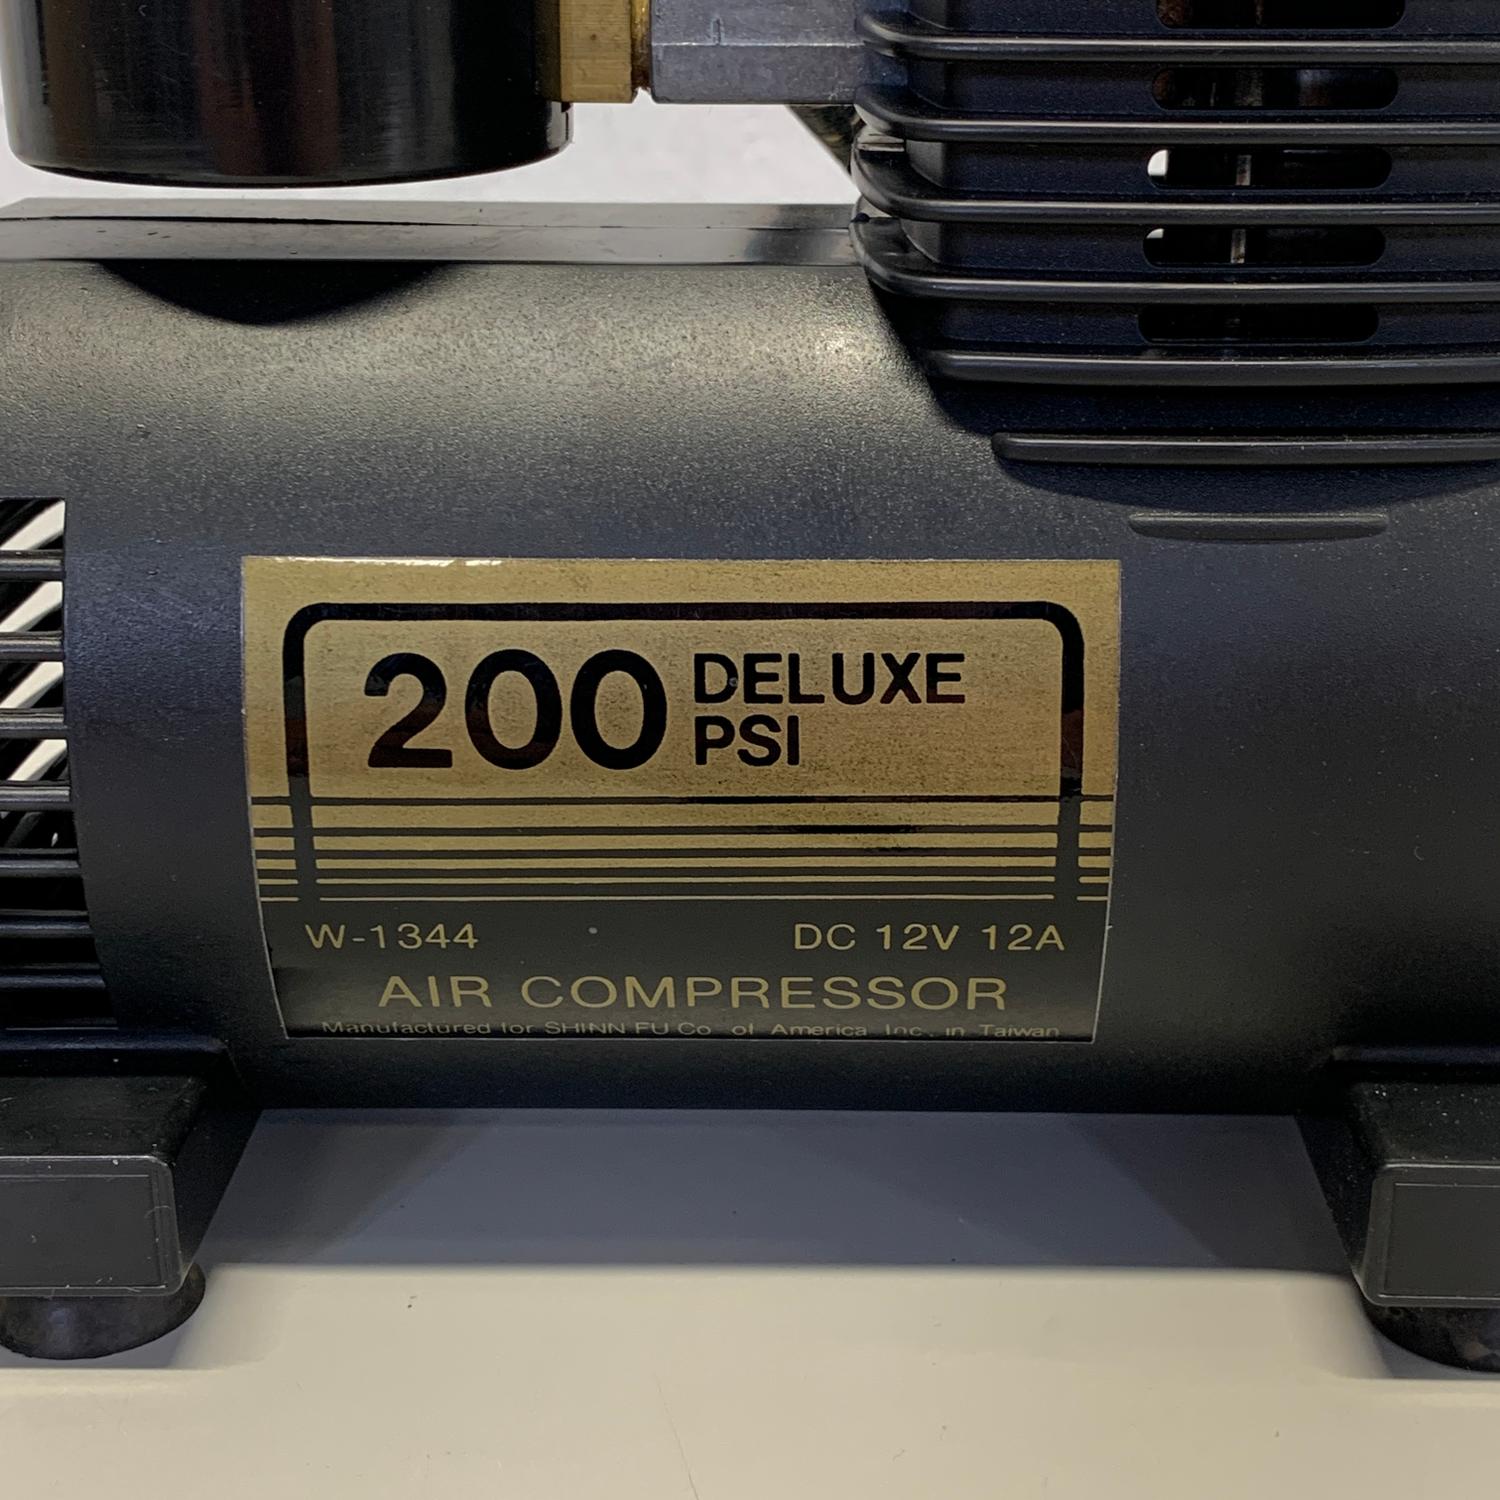 200 DELUXE
PSI
W-1344 DC 12V 12A
AIR COMPRESSOR
Manufactured for SHINN FU Co. of America Inc. in Taiwan